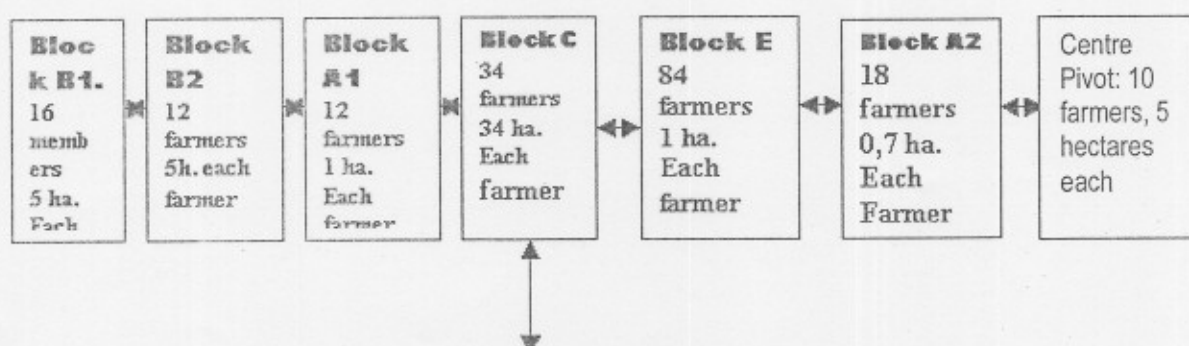 Bloc
k B1.
16
memb
ers
5 ha.
Each
Block
B2
12
farmers
5h. each
farmer
Block
A1
12
farmers
1 ha.
Each
farmer
Block C
34
farmers
34 ha.
Each
farmer
Block E
84
farmers
1 ha.
Each
farmer
Block A2
18
farmers
0,7 ha.
Each
Farmer
Centre
Pivot: 10
farmers, 5
hectares
each